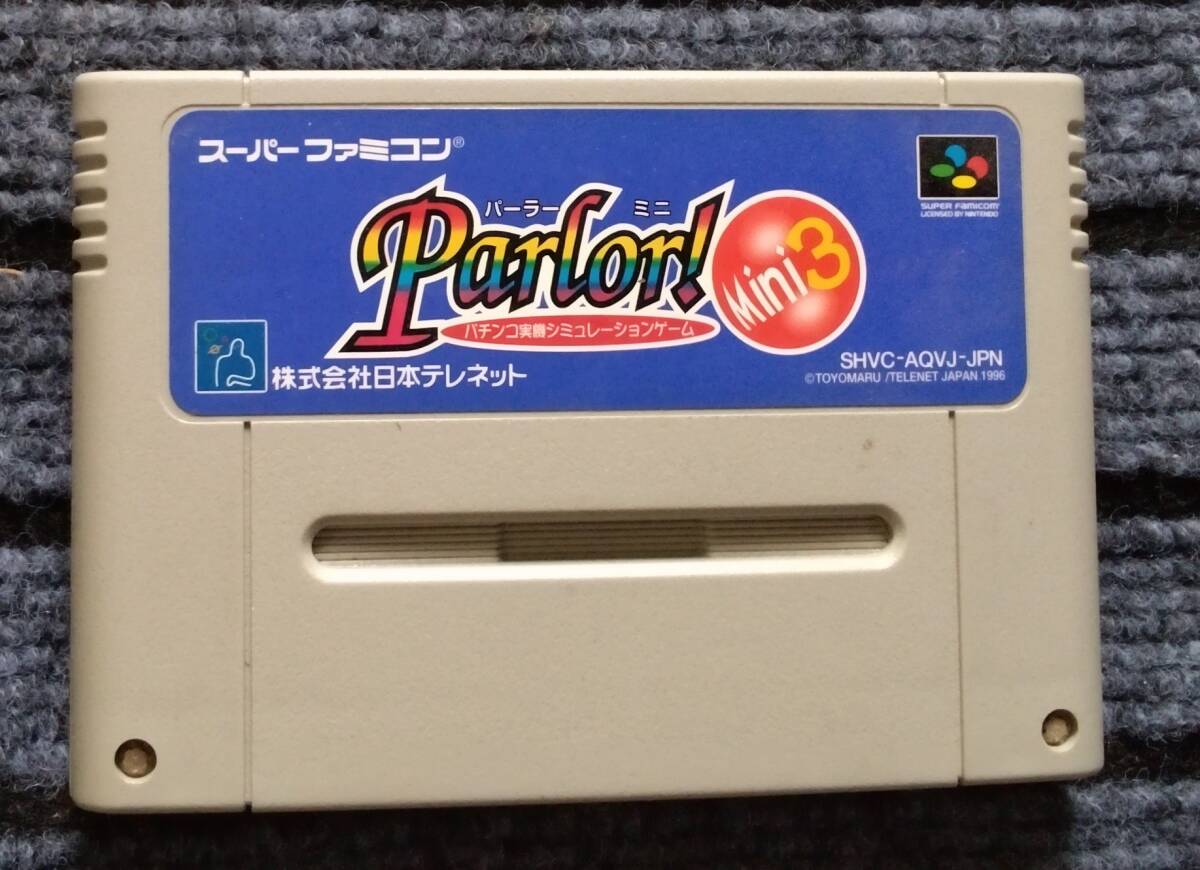 スーパーファミコン®
SUPER FAMICOM
LICENSED BY NINTENDO
パーラー ミニ
Parlor! Mini3
パチンコ実機シミュレーションゲーム
株式会社日本テレネット
SHVC-AQVJ-JPN
©TOYOMARU /TELENET JAPAN 1996